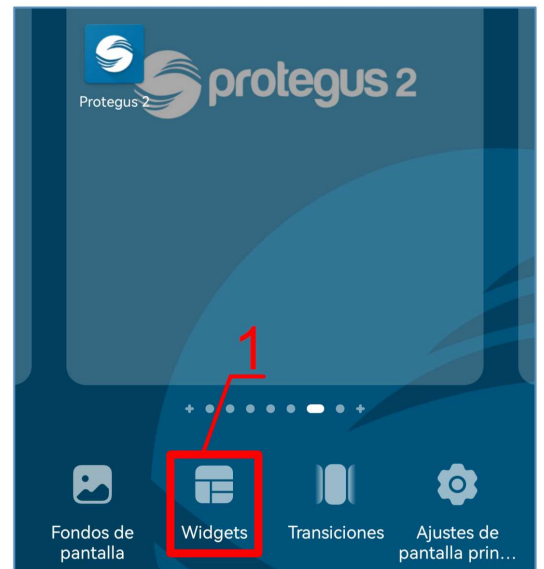 protegus 2
Protegus 2
1
Fondos de
pantalla
Widgets
Transiciones
Ajustes de
pantalla prin...